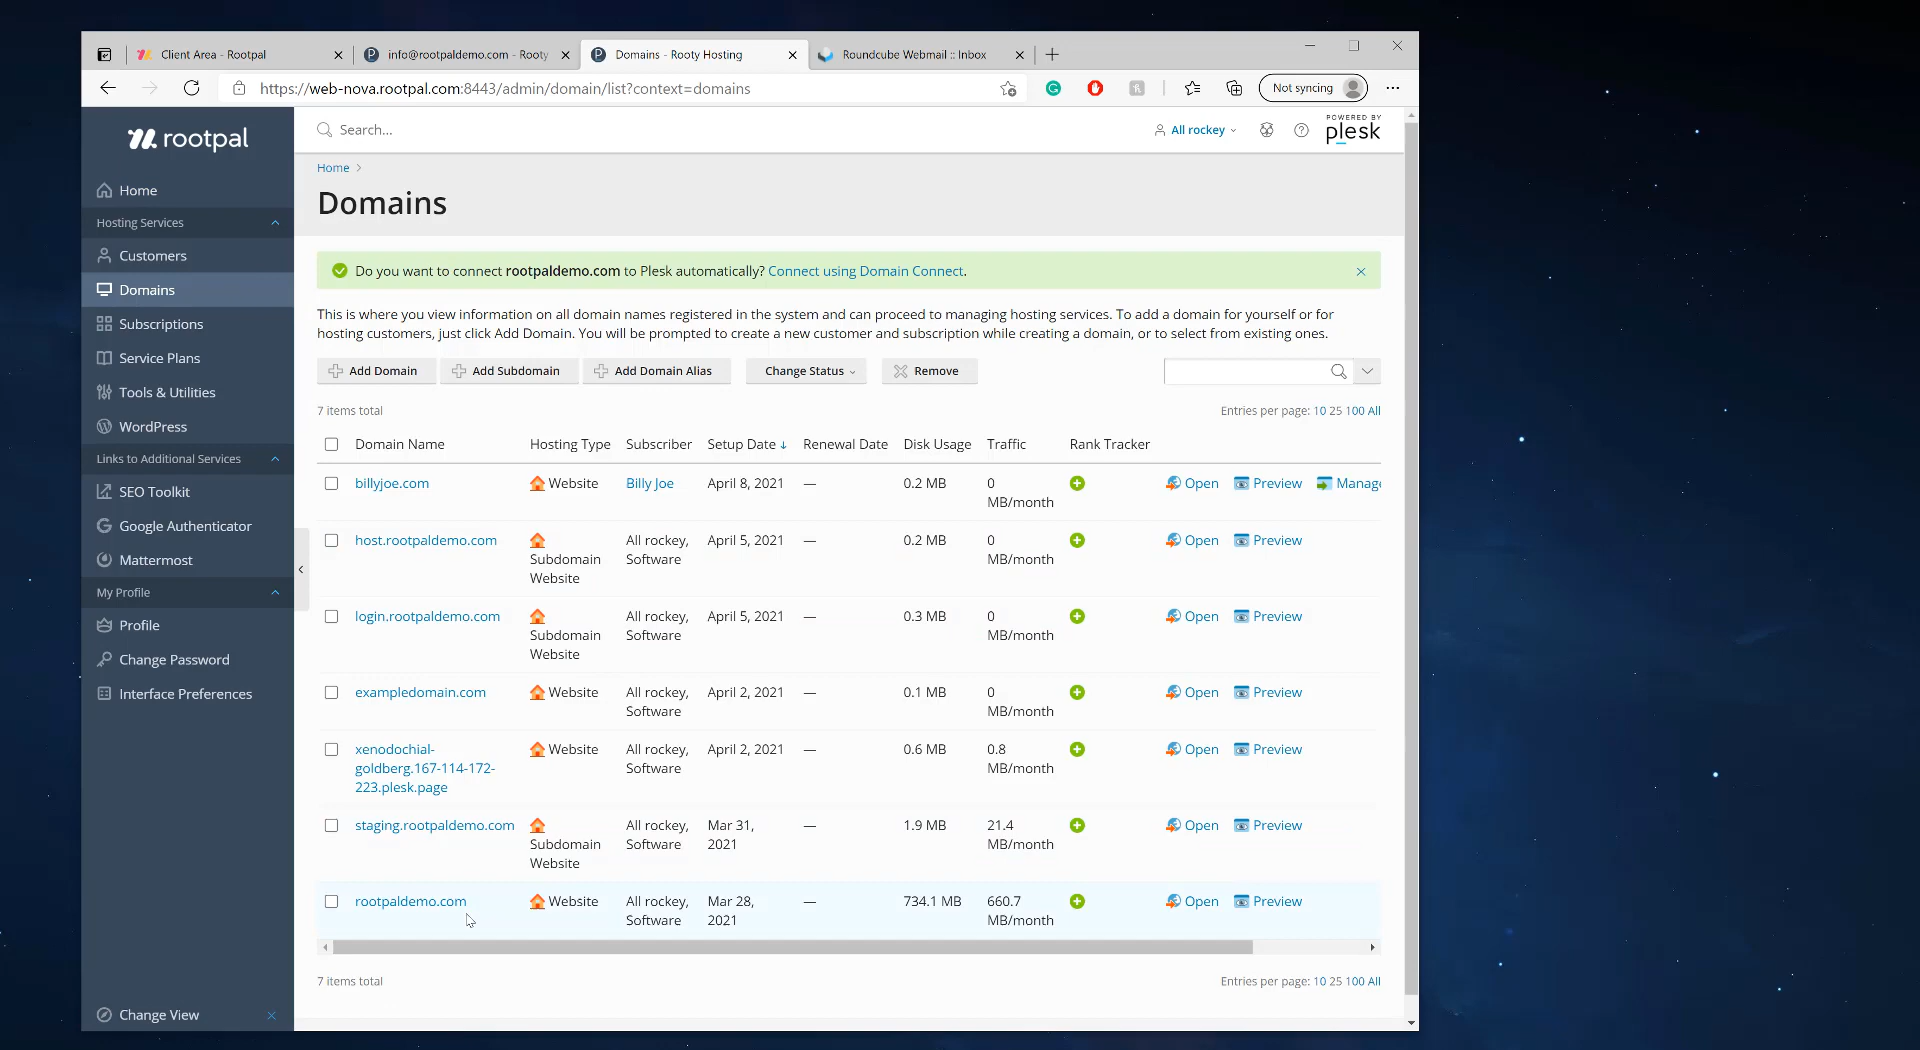 Client Area - Rootpal
info@rootpaldemo.com - Rooty
Domains - Rooty Hosting
Roundcube Webmail :: Inbox
https://web-nova.rootpal.com:8443/admin/domain/list?context=domains
Not syncing
rootpal
Search...
All rockey
POWERED BY
plesk
Home
Hosting Services
Customers
Domains
Subscriptions
Service Plans
Tools & Utilities
WordPress
Links to Additional Services
SEO Toolkit
Google Authenticator
Mattermost
My Profile
Profile
Change Password
Interface Preferences
Change View
Home
Domains
Do you want to connect rootpaldemo.com to Plesk automatically? Connect using Domain Connect.
This is where you view information on all domain names registered in the system and can proceed to managing hosting services. To add a domain for yourself or for
hosting customers, just click Add Domain. You will be prompted to create a new customer and subscription while creating a domain, or to select from existing ones.
Add Domain Add Subdomain Add Domain Alias Change Status Remove
7 items total Entries per page: 10 25 100 All
Domain Name Hosting Type Subscriber Setup Date Renewal Date Disk Usage Traffic Rank Tracker
billyjoe.com Website Billy Joe April 8, 2021 — 0.2 MB 0 Open Preview Manage
MB/month
host.rootpaldemo.com All rockey, April 5, 2021 — 0.2 MB 0 Open Preview
Subdomain Software MB/month
Website
login.rootpaldemo.com All rockey, April 5, 2021 — 0.3 MB 0 Open Preview
Subdomain Software MB/month
Website
exampledomain.com Website All rockey, April 2, 2021 — 0.1 MB 0 Open Preview
Software MB/month
xenodochial- Website All rockey, April 2, 2021 — 0.6 MB 0.8 Open Preview
goldberg.167-114-172- Software MB/month
223.plesk.page
staging.rootpaldemo.com All rockey, Mar 31, — 1.9 MB 21.4 Open Preview
Subdomain Software 2021 MB/month
Website
rootpaldemo.com Website All rockey, Mar 28, — 734.1 MB 660.7 Open Preview
Software 2021 MB/month
7 items total Entries per page: 10 25 100 All